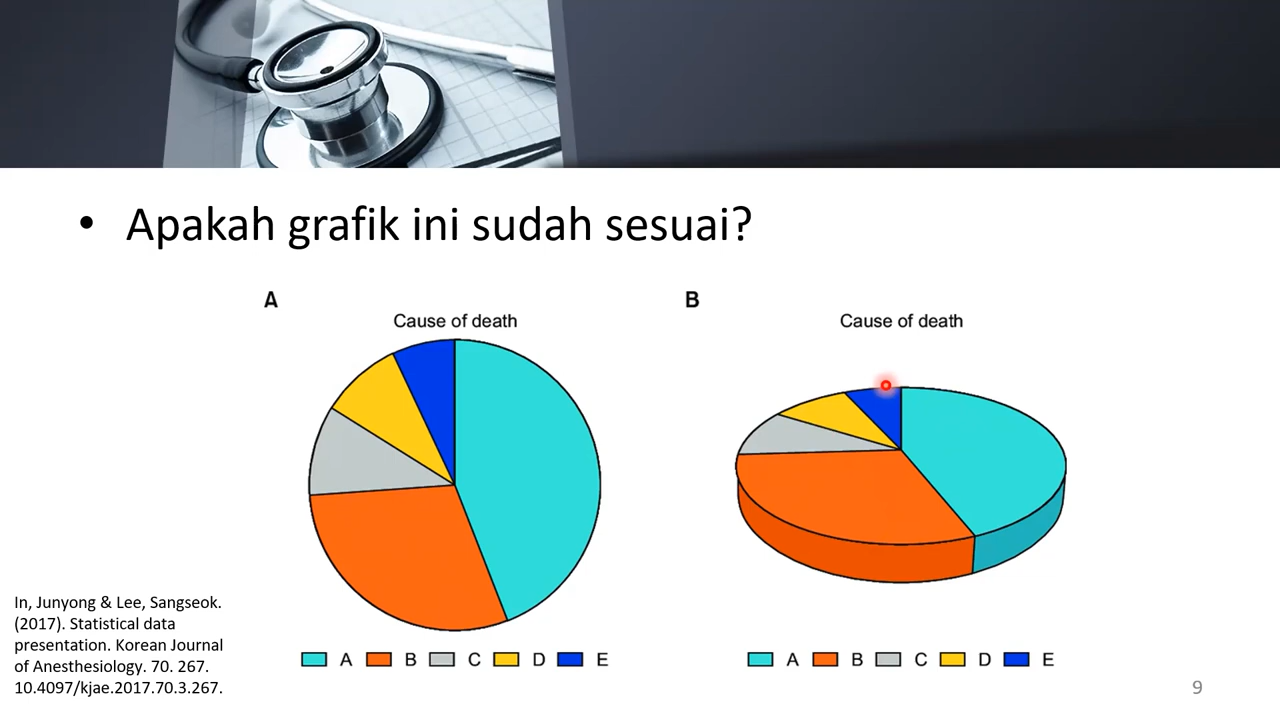 • Apakah grafik ini sudah sesuai?
A
Cause of death
A B C D E
B
Cause of death
A B C D E
In, Junyong & Lee, Sangseok.
(2017). Statistical data
presentation. Korean Journal
of Anesthesiology. 70. 267.
10.4097/kjae.2017.70.3.267.
9